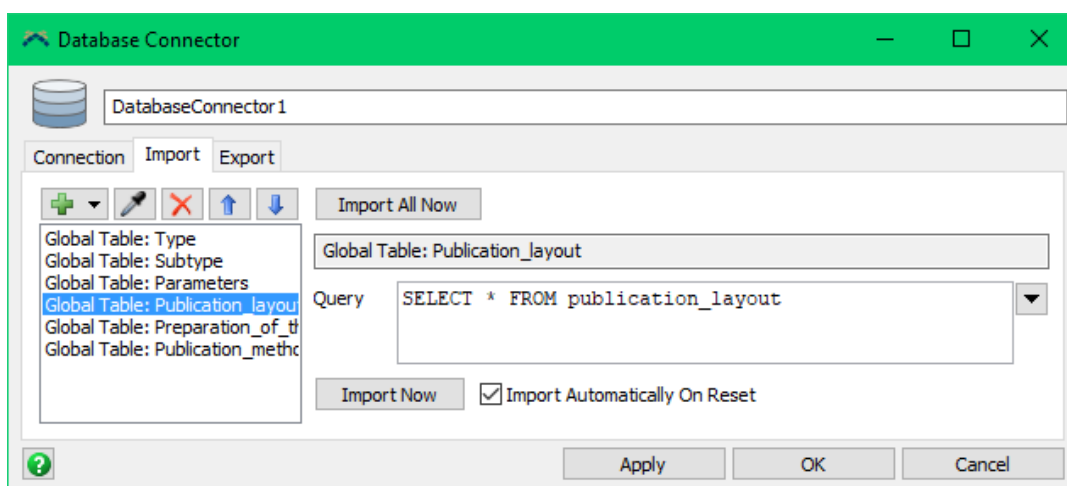 Database Connector
DatabaseConnector1
Connection Import Export
Import All Now
Global Table: Type
Global Table: Subtype
Global Table: Parameters
Global Table: Publication_layout
Global Table: Preparation_of_th
Global Table: Publication_metho
Global Table: Publication_layout
Query SELECT * FROM publication_layout
Import Now Import Automatically On Reset
? Apply OK Cancel